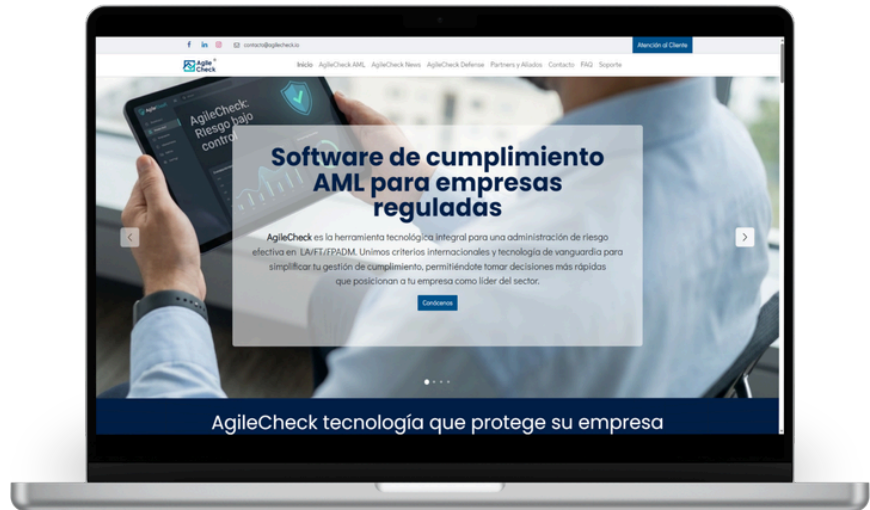 contacto@agilecheck.io
Atención al Cliente
Agile
Check
Inicio AgileCheck AML AgileCheck News AgileCheck Defense Partners y Aliados Contacto FAQ Soporte
AgileCheck:
Riesgo bajo
control
Software de cumplimiento
AML para empresas
reguladas
AgileCheck es la herramienta tecnológica integral para una administración de riesgo
efectiva en LA/FT/FPADM. Unimos criterios internacionales y tecnología de vanguardia para
simplificar tu gestión de cumplimiento, permitiéndote tomar decisiones más rápidas
que posicionan a tu empresa como líder del sector.
Conócenos
AgileCheck tecnología que protege su empresa